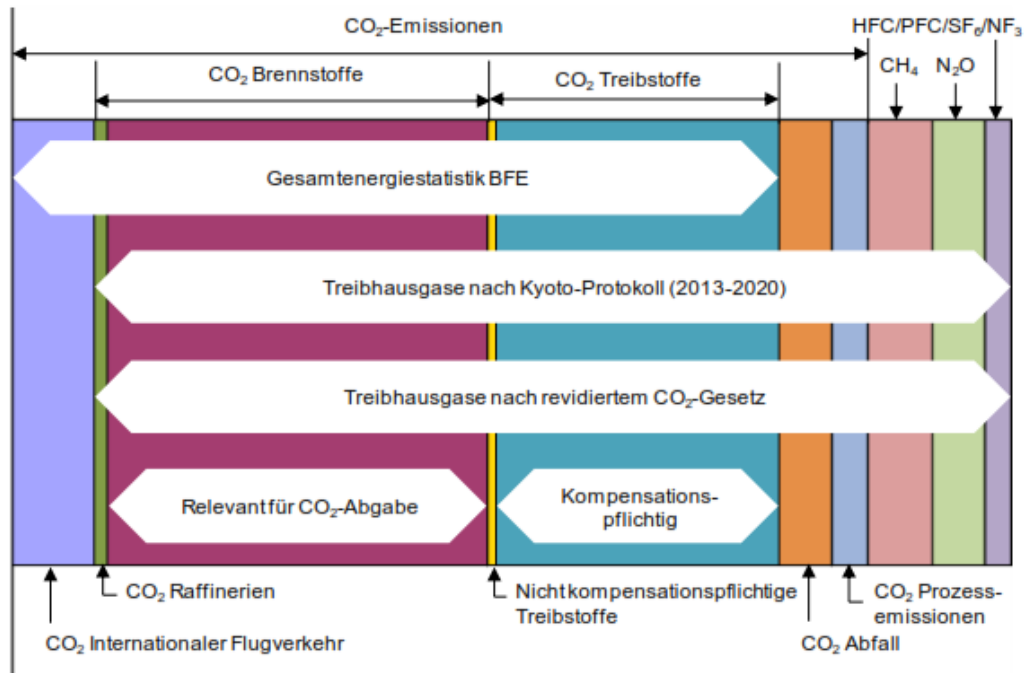 CO₂-Emissionen
HFC/PFC/SF₆/NF₃
CO₂ Brennstoffe
CO₂ Treibstoffe
CH₄
N₂O
Gesamtenergiestatistik BFE
Treibhausgase nach Kyoto-Protokoll (2013-2020)
Treibhausgase nach revidiertem CO₂-Gesetz
Relevant für CO₂-Abgabe
Kompensations-
pflichtig
CO₂ Raffinerien
Nicht kompensationspflichtige
Treibstoffe
CO₂ Prozess-
emissionen
CO₂ Internationaler Flugverkehr
CO₂ Abfall